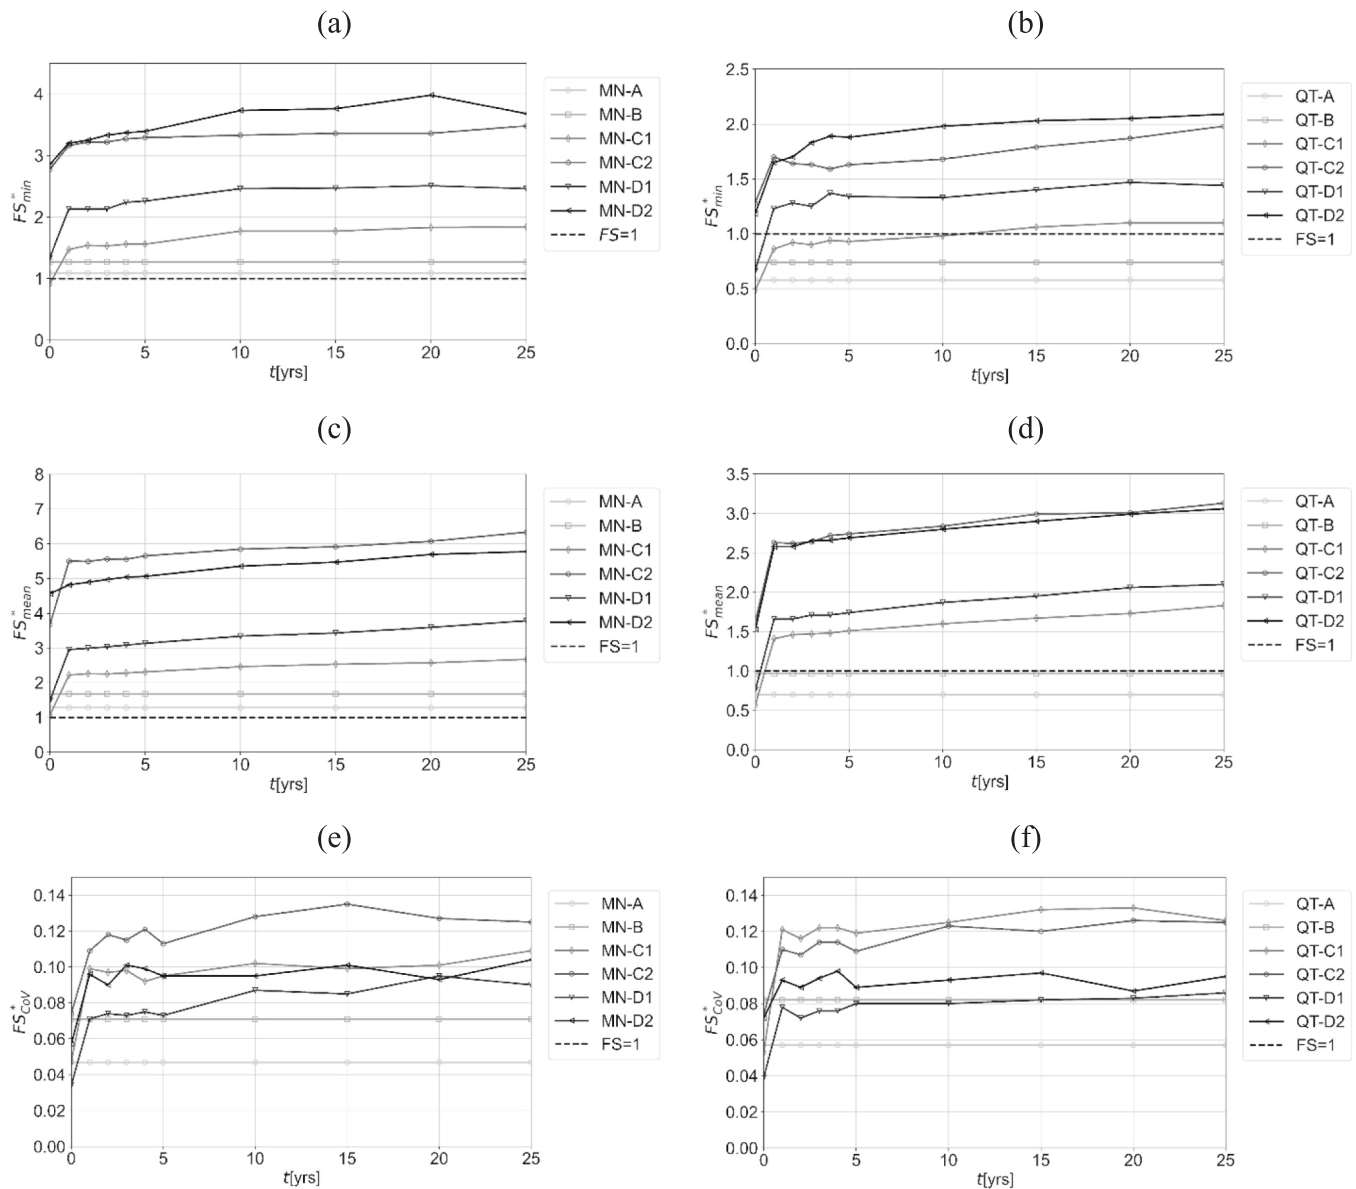 (a)
4
3
2
1
0
0 5 10 15 20 25
FS*min
t[yrs]
MN-A
MN-B
MN-C1
MN-C2
MN-D1
MN-D2
FS=1
(b)
2.5
2.0
1.5
1.0
0.5
0.0
0 5 10 15 20 25
FS*min
t[yrs]
QT-A
QT-B
QT-C1
QT-C2
QT-D1
QT-D2
FS=1
(c)
8
7
6
5
4
3
2
1
0
0 5 10 15 20 25
FS*mean
t[yrs]
MN-A
MN-B
MN-C1
MN-C2
MN-D1
MN-D2
FS=1
(d)
3.5
3.0
2.5
2.0
1.5
1.0
0.5
0.0
0 5 10 15 20 25
FS*mean
t[yrs]
QT-A
QT-B
QT-C1
QT-C2
QT-D1
QT-D2
FS=1
(e)
0.14
0.12
0.10
0.08
0.06
0.04
0.02
0.00
0 5 10 15 20 25
FS*CoV
t[yrs]
MN-A
MN-B
MN-C1
MN-C2
MN-D1
MN-D2
FS=1
(f)
0.14
0.12
0.10
0.08
0.06
0.04
0.02
0.00
0 5 10 15 20 25
FS*CoV
t[yrs]
QT-A
QT-B
QT-C1
QT-C2
QT-D1
QT-D2
FS=1